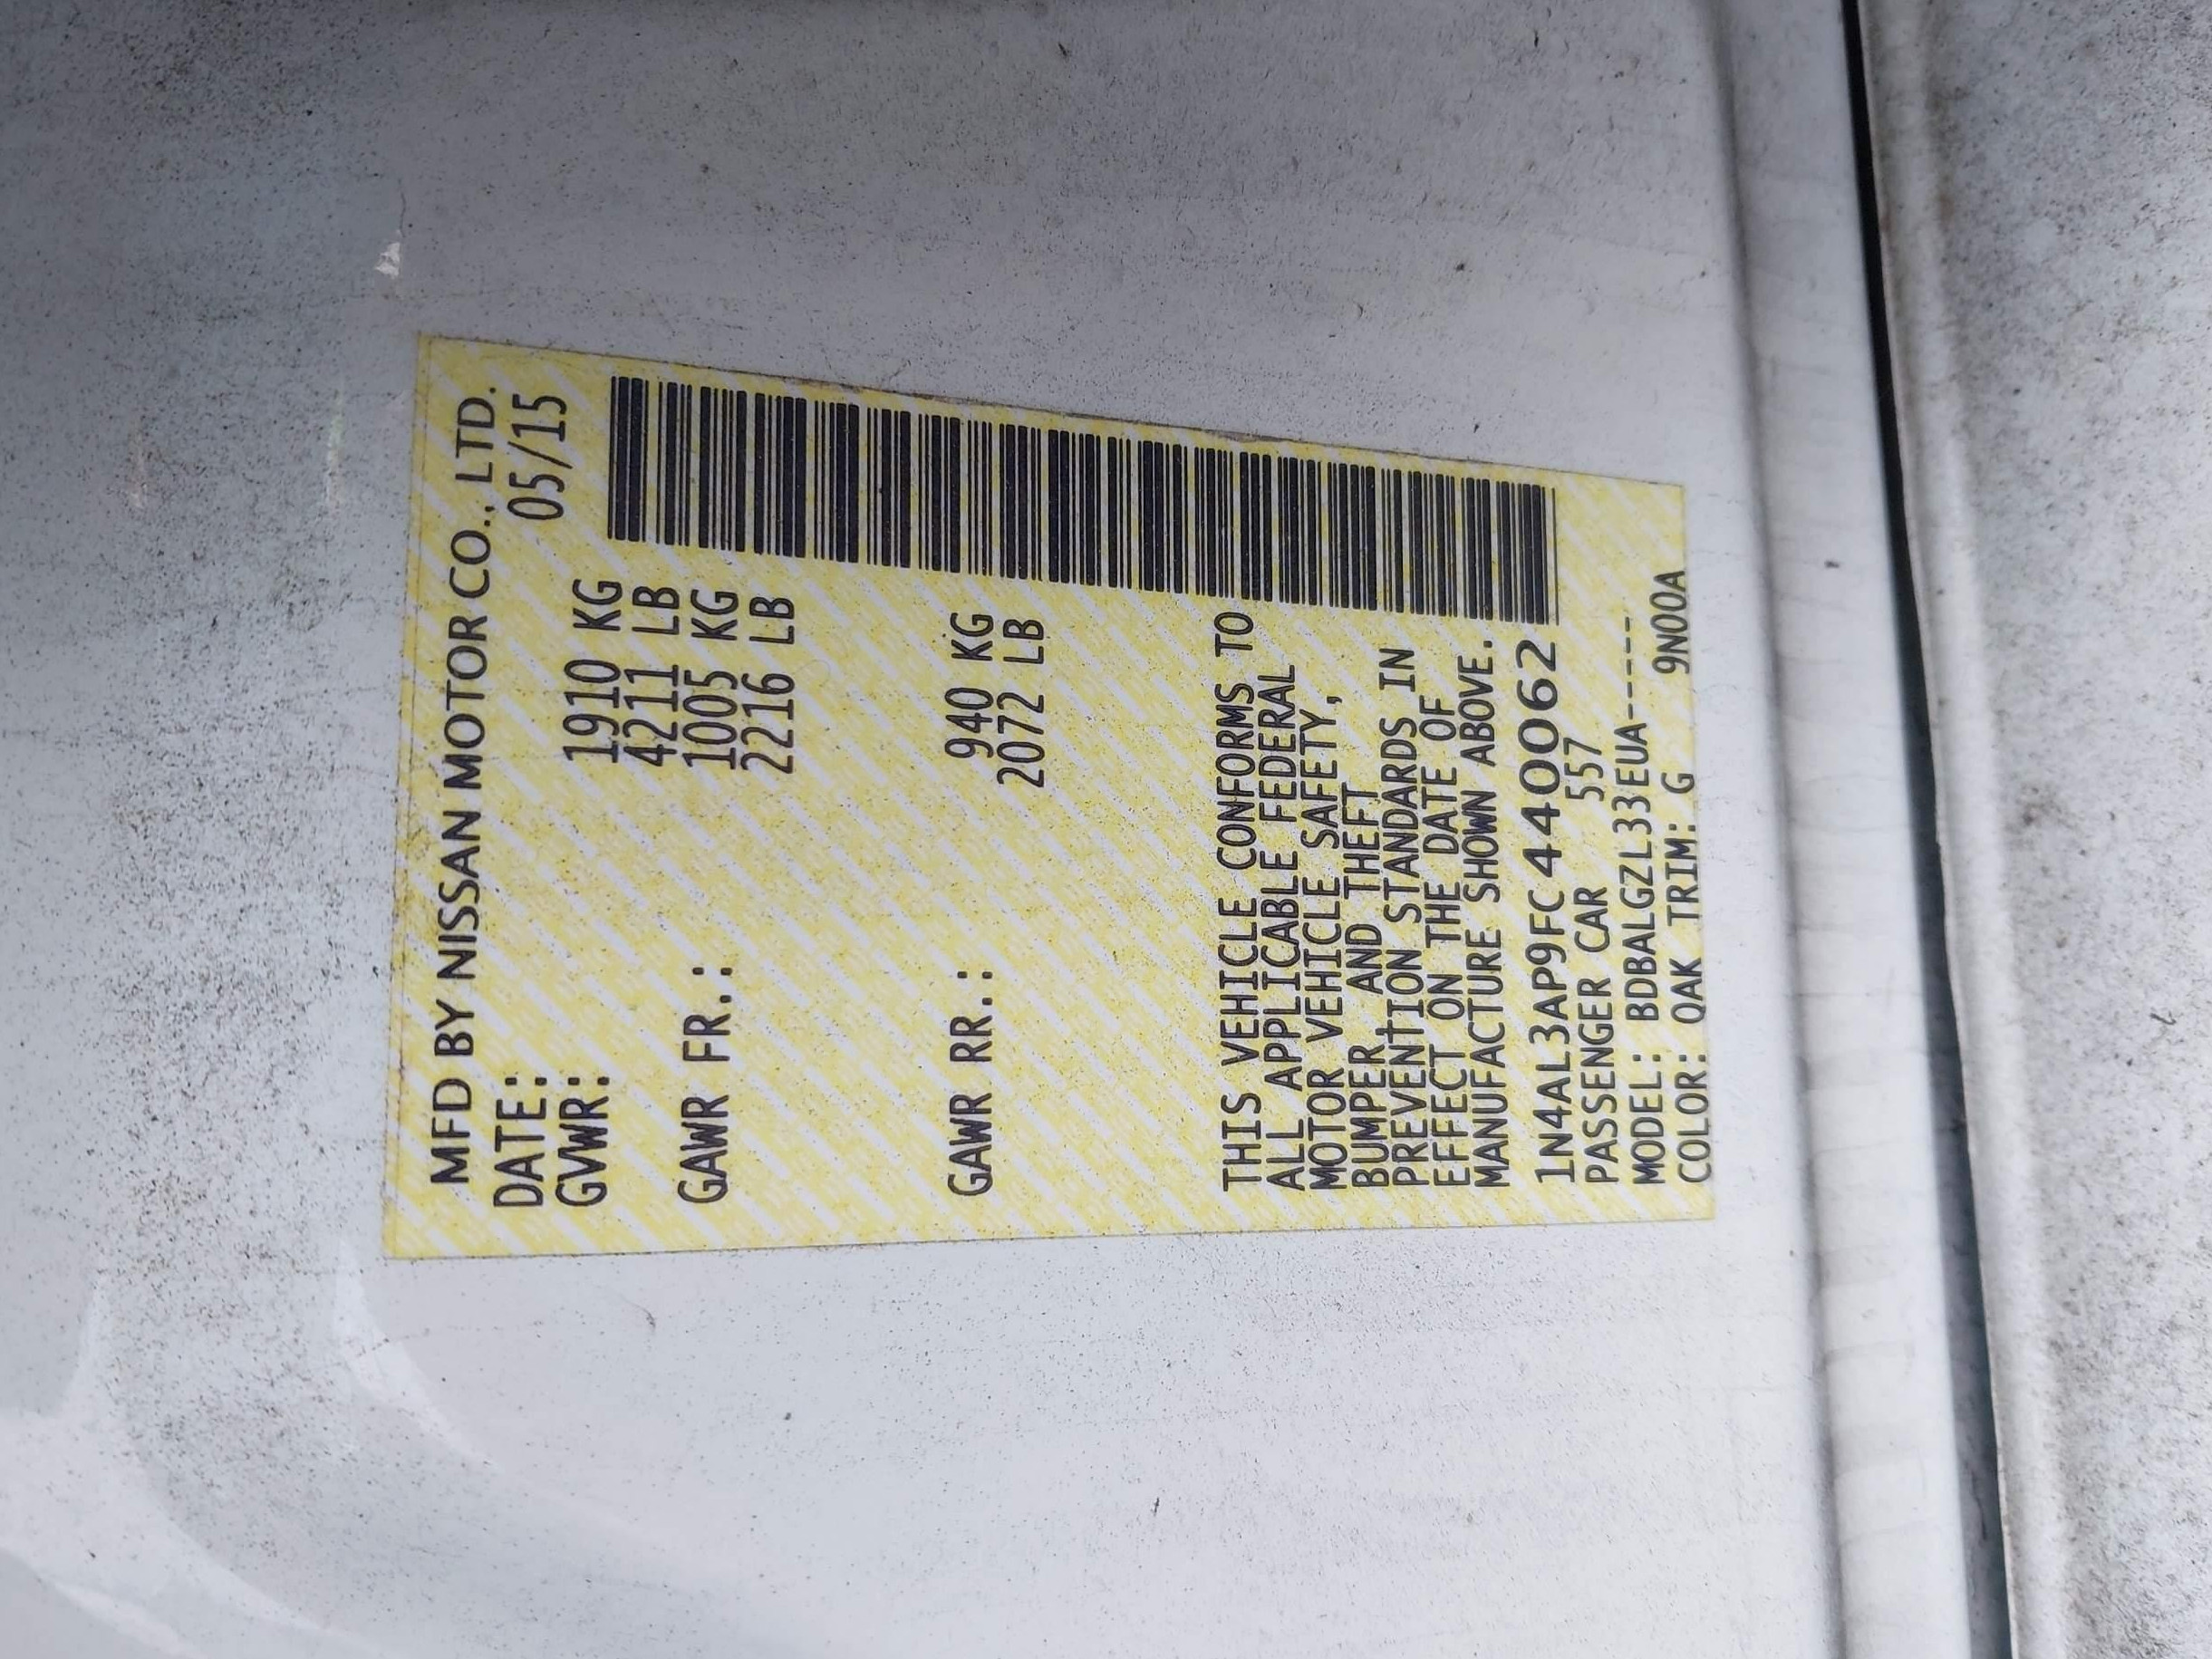 MFD BY NISSAN MOTOR CO., LTD.
DATE: 05/15
GVWR: 1910 KG
4211 LB
GAWR FR.: 1005 KG
2216 LB
GAWR RR.: 940 KG
2072 LB
THIS VEHICLE CONFORMS TO
ALL APPLICABLE FEDERAL
MOTOR VEHICLE SAFETY,
BUMPER, AND THEFT
PREVENTION STANDARDS IN
EFFECT ON THE DATE OF
MANUFACTURE SHOWN ABOVE.
1N4AL3AP9FC440062
PASSENGER CAR 557
MODEL: BDBALGZL33EUA-----
COLOR: QAK TRIM: G 9N00A